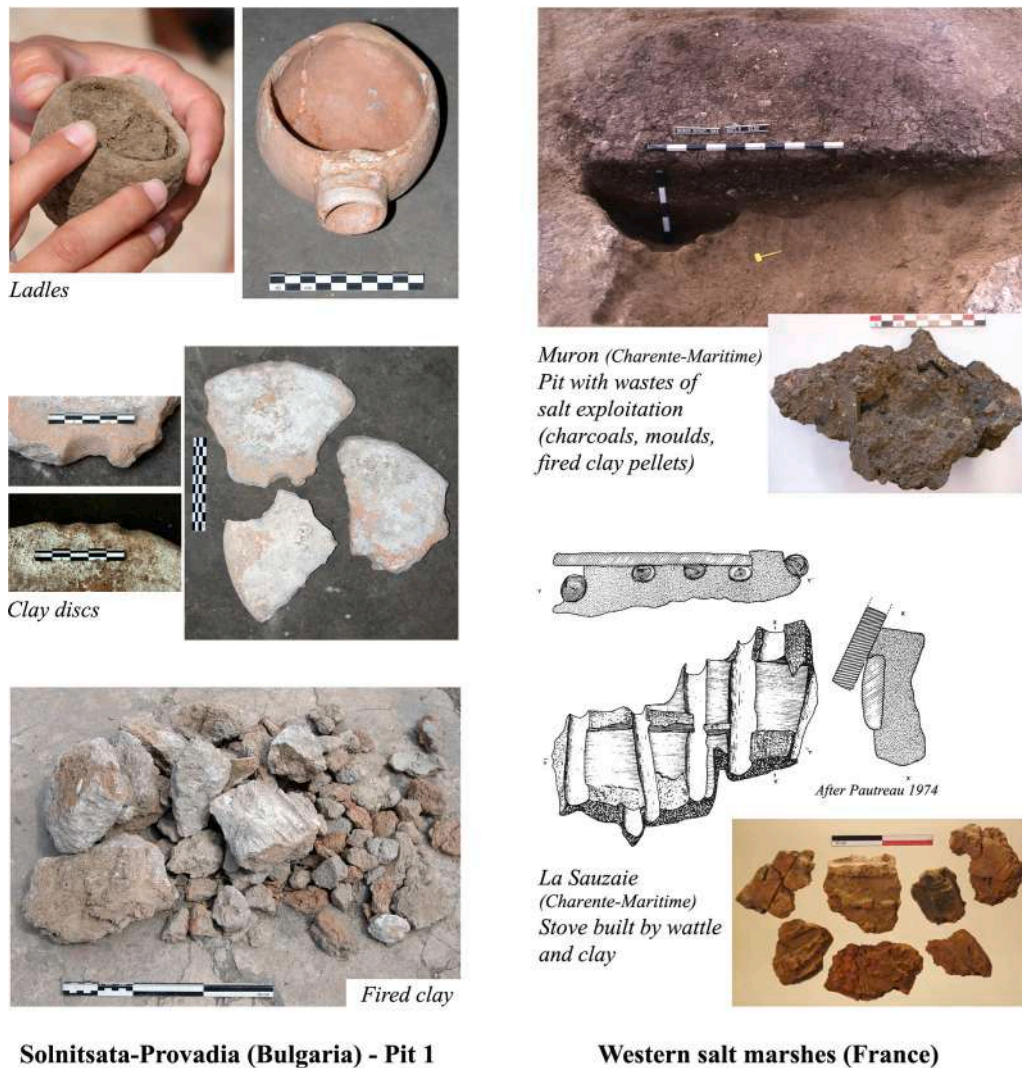 Ladles
Clay discs
Fired clay
Solnitsata-Provadia (Bulgaria) - Pit 1
Muron (Charente-Maritime)
Pit with wastes of
salt exploitation
(charcoals, moulds,
fired clay pellets)
After Pautreau 1974
La Sauzaie
(Charente-Maritime)
Stove built by wattle
and clay
Western salt marshes (France)